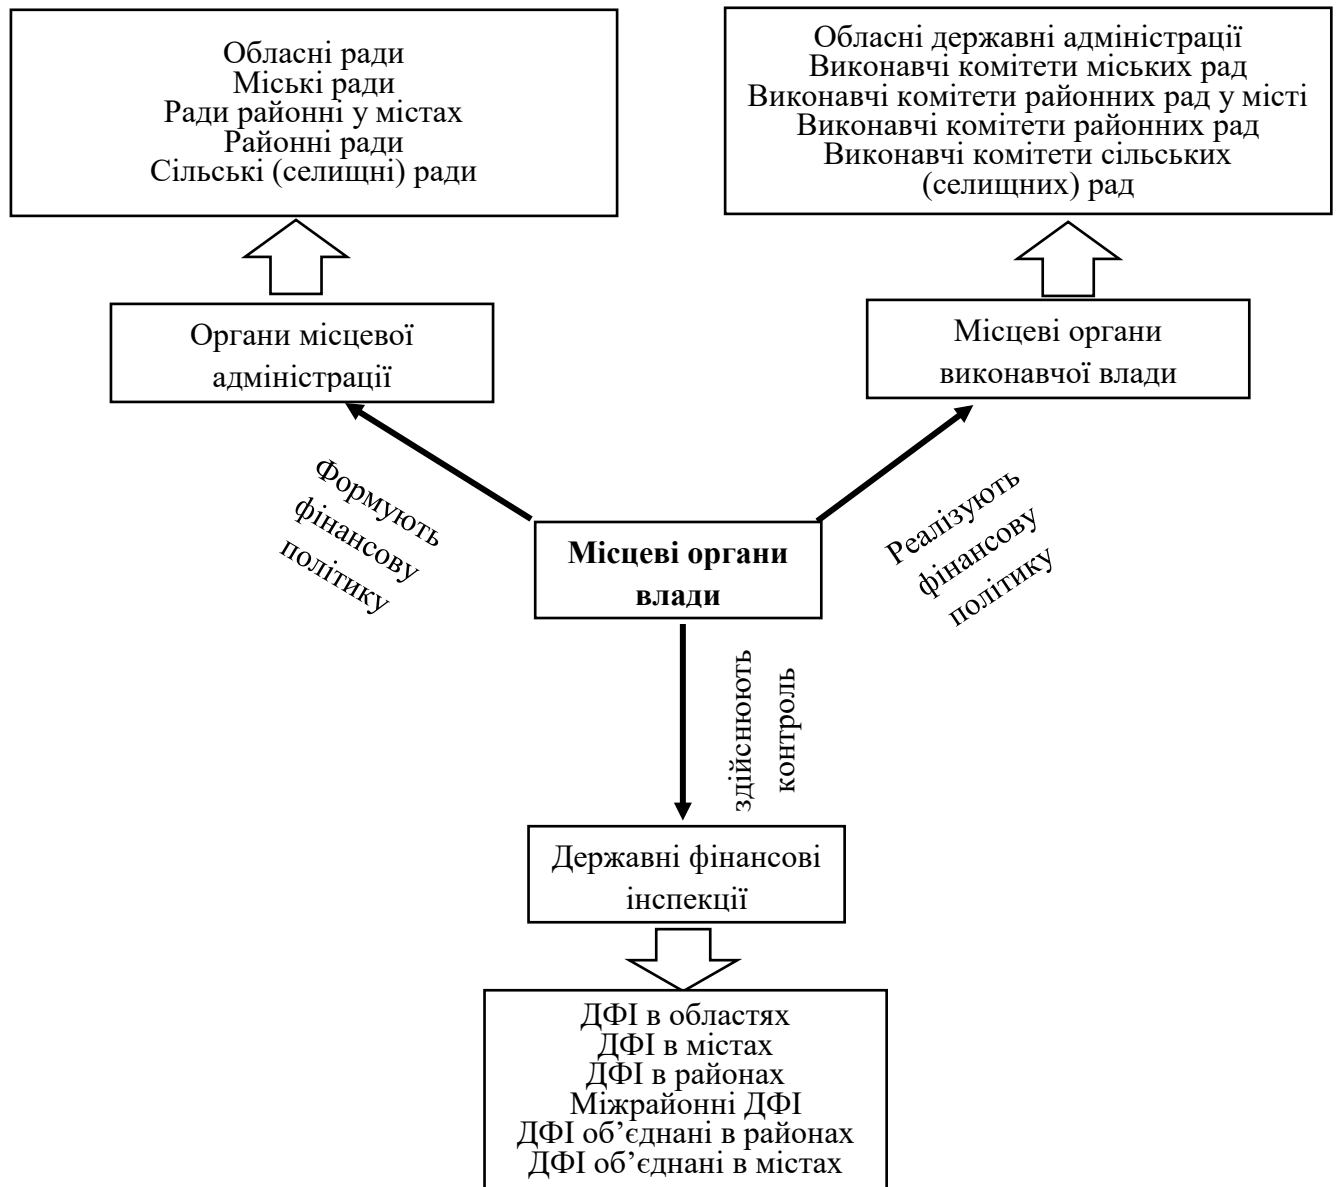 Обласні ради
Міські ради
Ради районні у містах
Районні ради
Сільські (селищні) ради
Обласні державні адміністрації
Виконавчі комітети міських рад
Виконавчі комітети районних рад у місті
Виконавчі комітети районних рад
Виконавчі комітети сільських
(селищних) рад
Органи місцевої
адміністрації
Місцеві органи
виконавчої влади
Формують
фінансову
політику
Місцеві органи
влади
Реалізують
фінансову
політику
здійснюють
контроль
Державні фінансові
інспекції
ДФІ в областях
ДФІ в містах
ДФІ в районах
Міжрайонні ДФІ
ДФІ об’єднані в районах
ДФІ об’єднані в містах